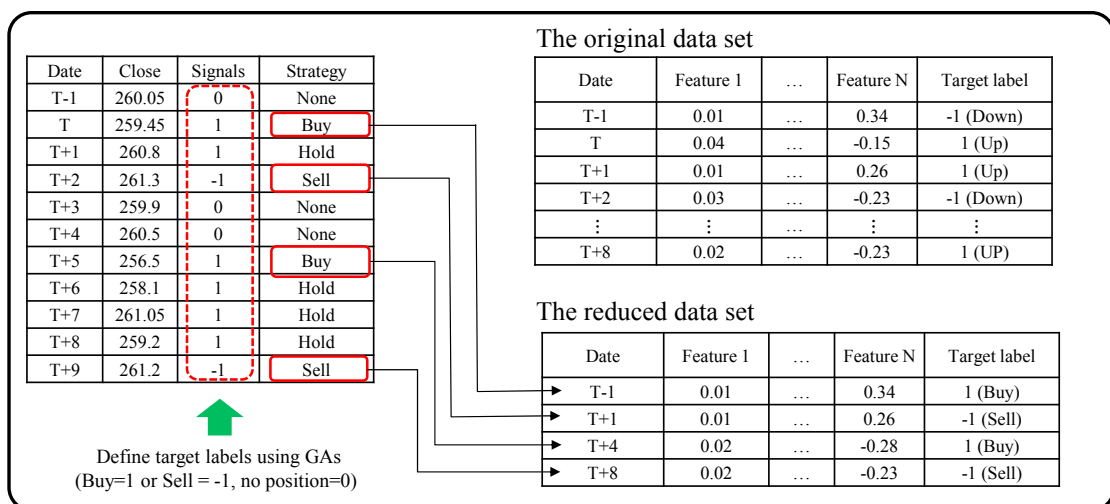 Date Close Signals Strategy
T-1 260.05 0 None
T 259.45 1 Buy
T+1 260.8 1 Hold
T+2 261.3 -1 Sell
T+3 259.9 0 None
T+4 260.5 0 None
T+5 256.5 1 Buy
T+6 258.1 1 Hold
T+7 261.05 1 Hold
T+8 259.2 1 Hold
T+9 261.2 -1 Sell
Define target labels using GAs
(Buy=1 or Sell = -1, no position=0)
The original data set
Date Feature 1 … Feature N Target label
T-1 0.01 … 0.34 -1 (Down)
T 0.04 … -0.15 1 (Up)
T+1 0.01 … 0.26 1 (Up)
T+2 0.03 … -0.23 -1 (Down)
⋮ ⋮ … ⋮ ⋮
T+8 0.02 … -0.23 1 (UP)
The reduced data set
Date Feature 1 … Feature N Target label
T-1 0.01 … 0.34 1 (Buy)
T+1 0.01 … 0.26 -1 (Sell)
T+4 0.02 … -0.28 1 (Buy)
T+8 0.02 … -0.23 -1 (Sell)